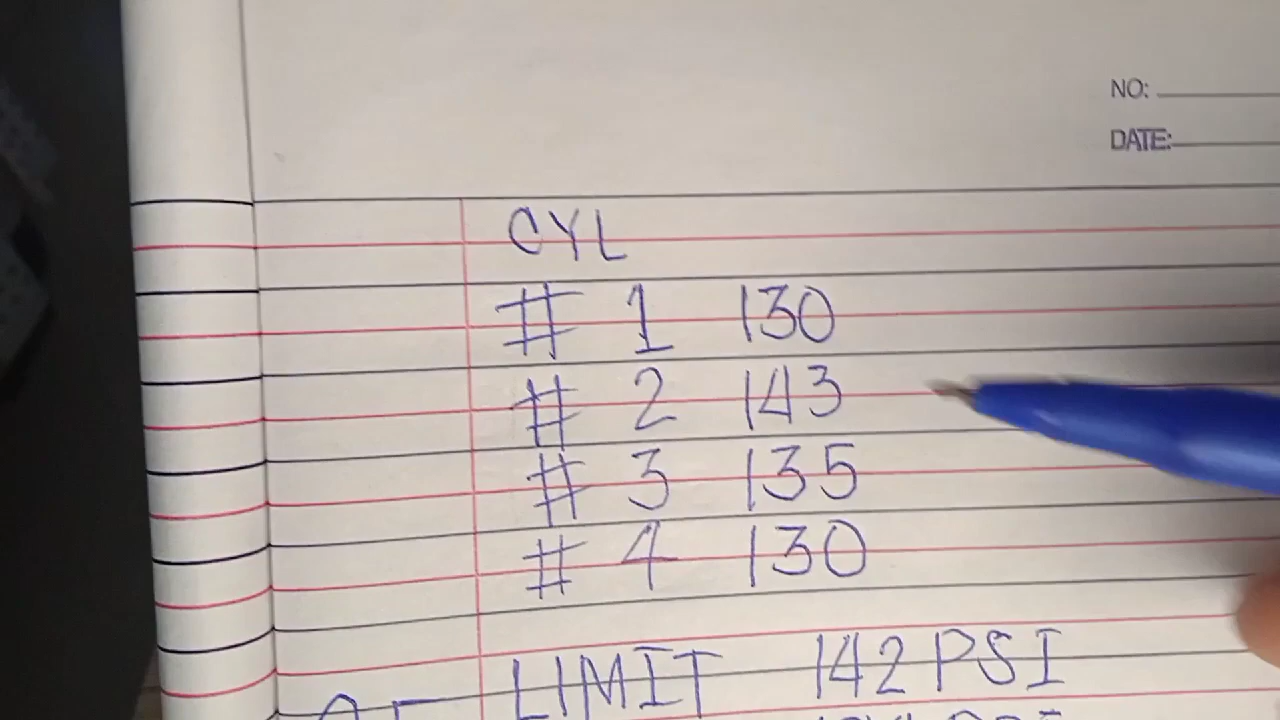 NO:
DATE:
CYL
# 1 130
# 2 143
# 3 135
# 4 130
LIMIT 142 PSI